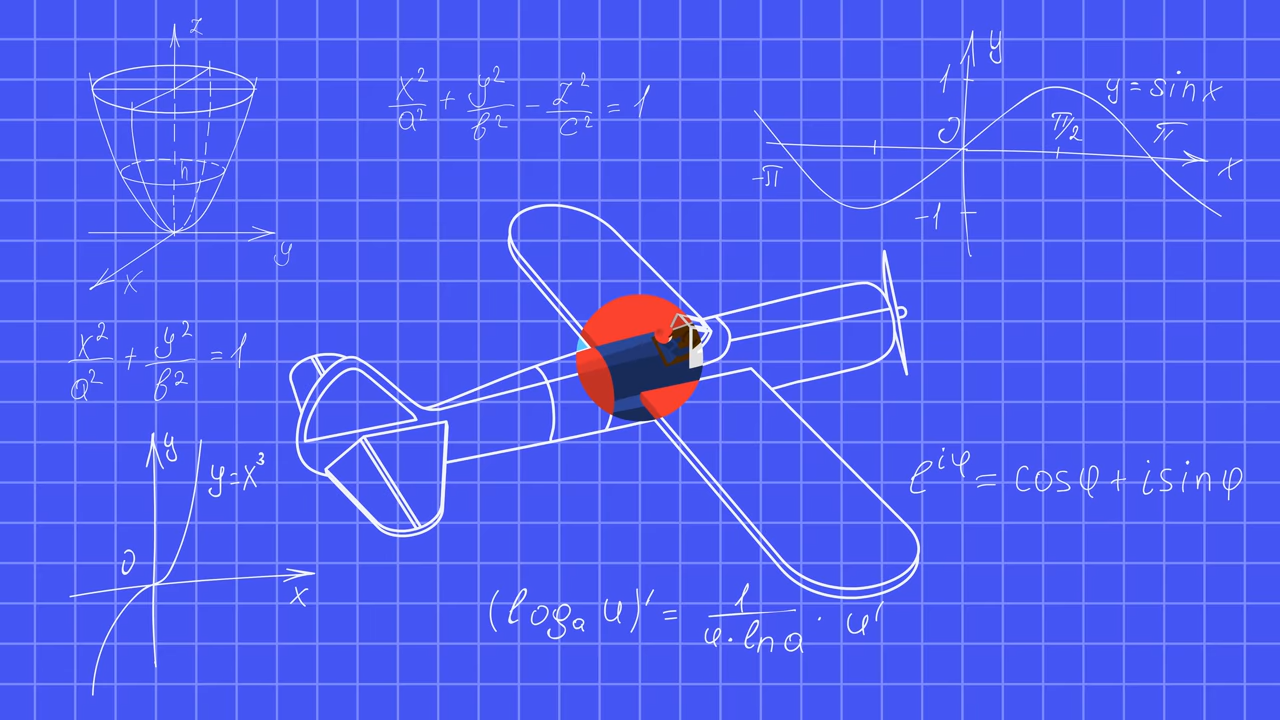 z
h
y
x
x²/a² + y²/b² − z²/c² = 1
y
1
y = sin x
0
π/2
π
-π
x
-1
x²/a² + y²/b² = 1
y
y = x³
0
x
e^{iφ} = cos φ + i sin φ
(log_a u)' = 1/(u · ln a) · u'